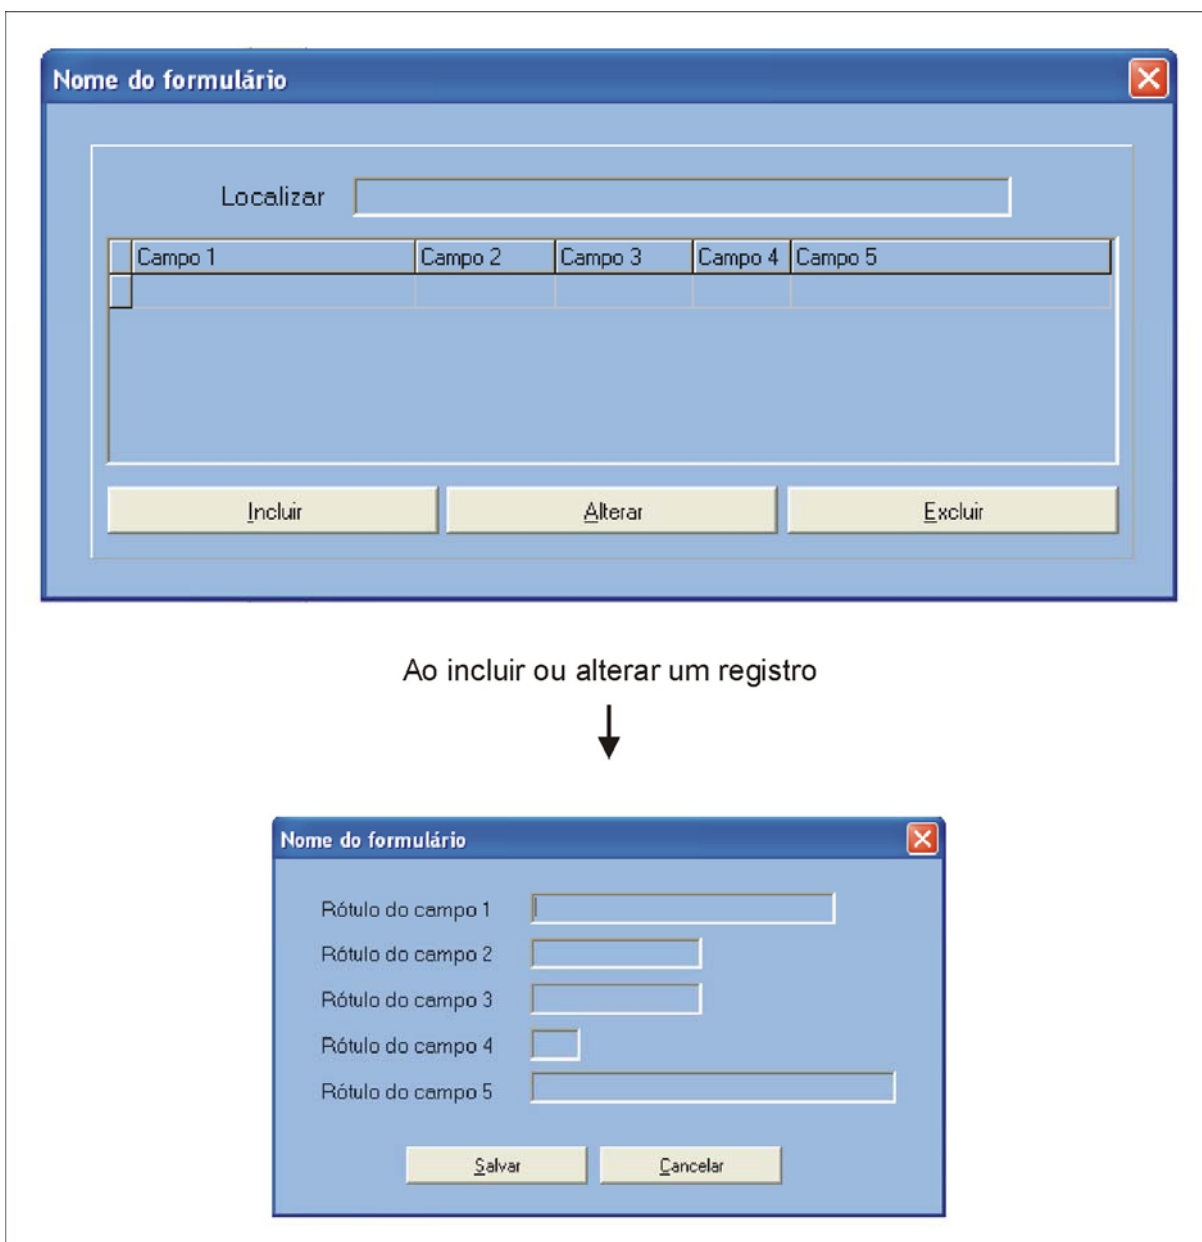 Nome do formulário
Localizar
Campo 1 Campo 2 Campo 3 Campo 4 Campo 5
Incluir Alterar Excluir
Ao incluir ou alterar um registro
Nome do formulário
Rótulo do campo 1
Rótulo do campo 2
Rótulo do campo 3
Rótulo do campo 4
Rótulo do campo 5
Salvar Cancelar